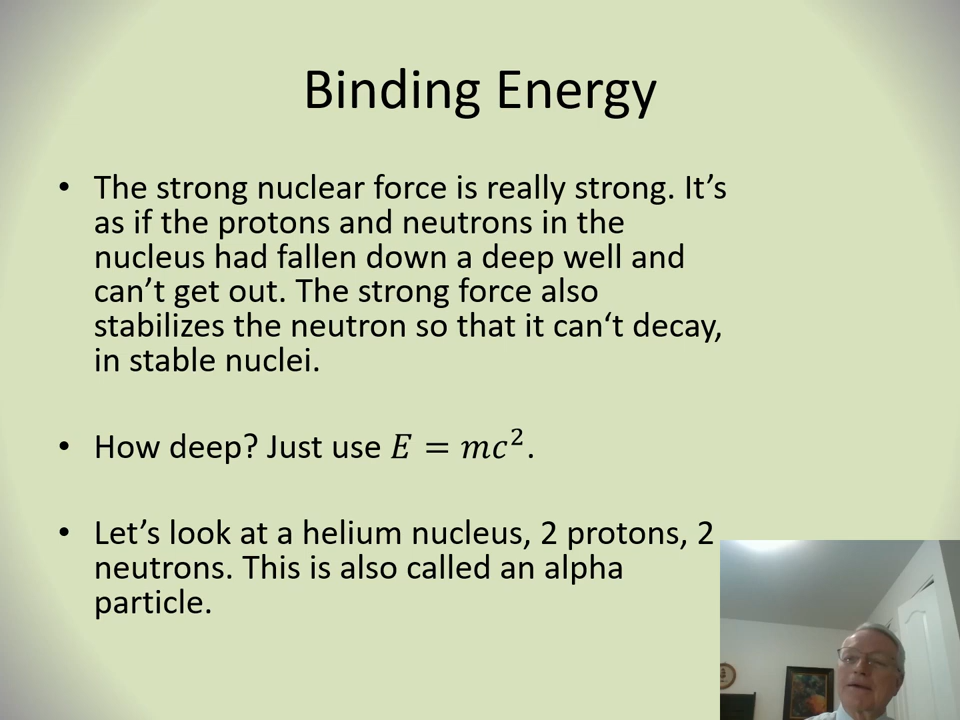 Binding Energy
• The strong nuclear force is really strong. It’s
as if the protons and neutrons in the
nucleus had fallen down a deep well and
can’t get out. The strong force also
stabilizes the neutron so that it can‘t decay,
in stable nuclei.
• How deep? Just use E = mc².
• Let’s look at a helium nucleus, 2 protons, 2
neutrons. This is also called an alpha
particle.